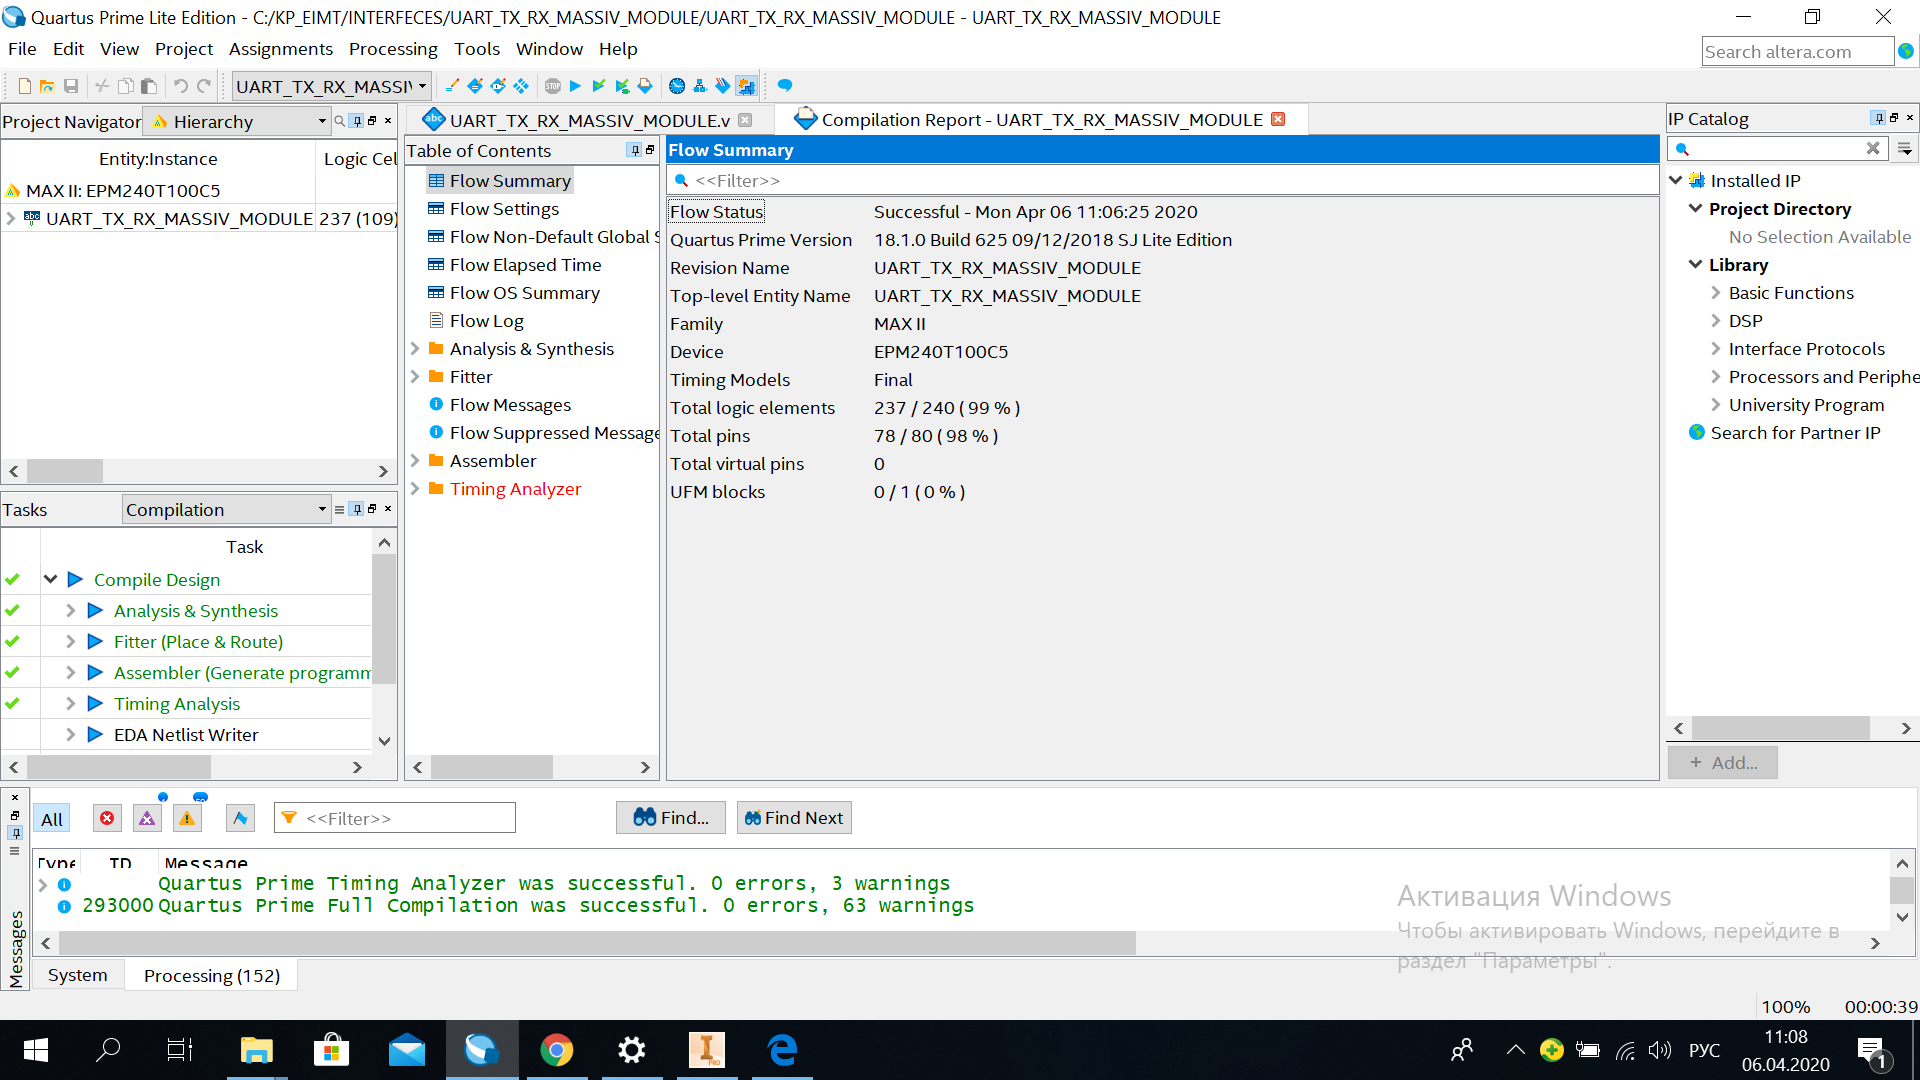 Quartus Prime Lite Edition - C:/KP_EIMT/INTERFECES/UART_TX_RX_MASSIV_MODULE/UART_TX_RX_MASSIV_MODULE - UART_TX_RX_MASSIV_MODULE
File Edit View Project Assignments Processing Tools Window Help
Search altera.com
UART_TX_RX_MASSIV
STOP
Project Navigator Hierarchy
Entity:Instance Logic Cel
MAX II: EPM240T100C5
abc UART_TX_RX_MASSIV_MODULE 237 (109)
Tasks Compilation
Task
Compile Design
Analysis & Synthesis
Fitter (Place & Route)
Assembler (Generate programm
Timing Analysis
EDA Netlist Writer
abc UART_TX_RX_MASSIV_MODULE.v
Compilation Report - UART_TX_RX_MASSIV_MODULE
Table of Contents
Flow Summary
Flow Settings
Flow Non-Default Global S
Flow Elapsed Time
Flow OS Summary
Flow Log
Analysis & Synthesis
Fitter
Flow Messages
Flow Suppressed Message
Assembler
Timing Analyzer
Flow Summary
<<Filter>>
Flow Status Successful - Mon Apr 06 11:06:25 2020
Quartus Prime Version 18.1.0 Build 625 09/12/2018 SJ Lite Edition
Revision Name UART_TX_RX_MASSIV_MODULE
Top-level Entity Name UART_TX_RX_MASSIV_MODULE
Family MAX II
Device EPM240T100C5
Timing Models Final
Total logic elements 237 / 240 ( 99 % )
Total pins 78 / 80 ( 98 % )
Total virtual pins 0
UFM blocks 0 / 1 ( 0 % )
IP Catalog
Installed IP
Project Directory
No Selection Available
Library
Basic Functions
DSP
Interface Protocols
Processors and Periphe
University Program
Search for Partner IP
+ Add...
All <<Filter>> Find... Find Next
Type ID Message
Quartus Prime Timing Analyzer was successful. 0 errors, 3 warnings
293000 Quartus Prime Full Compilation was successful. 0 errors, 63 warnings
Messages
System Processing (152)
Активация Windows
Чтобы активировать Windows, перейдите в
раздел "Параметры".
100% 00:00:39
РУС
11:08
06.04.2020
1
PRO